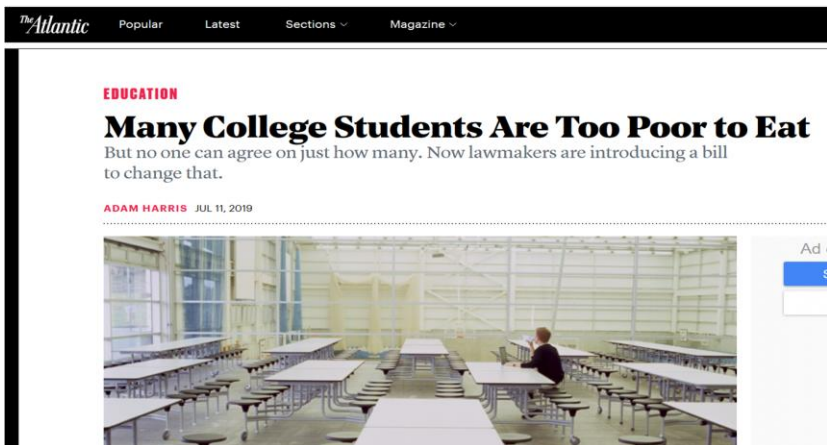 The Atlantic Popular Latest Sections Magazine
EDUCATION
Many College Students Are Too Poor to Eat
But no one can agree on just how many. Now lawmakers are introducing a bill
to change that.
ADAM HARRIS JUL 11, 2019
Ad